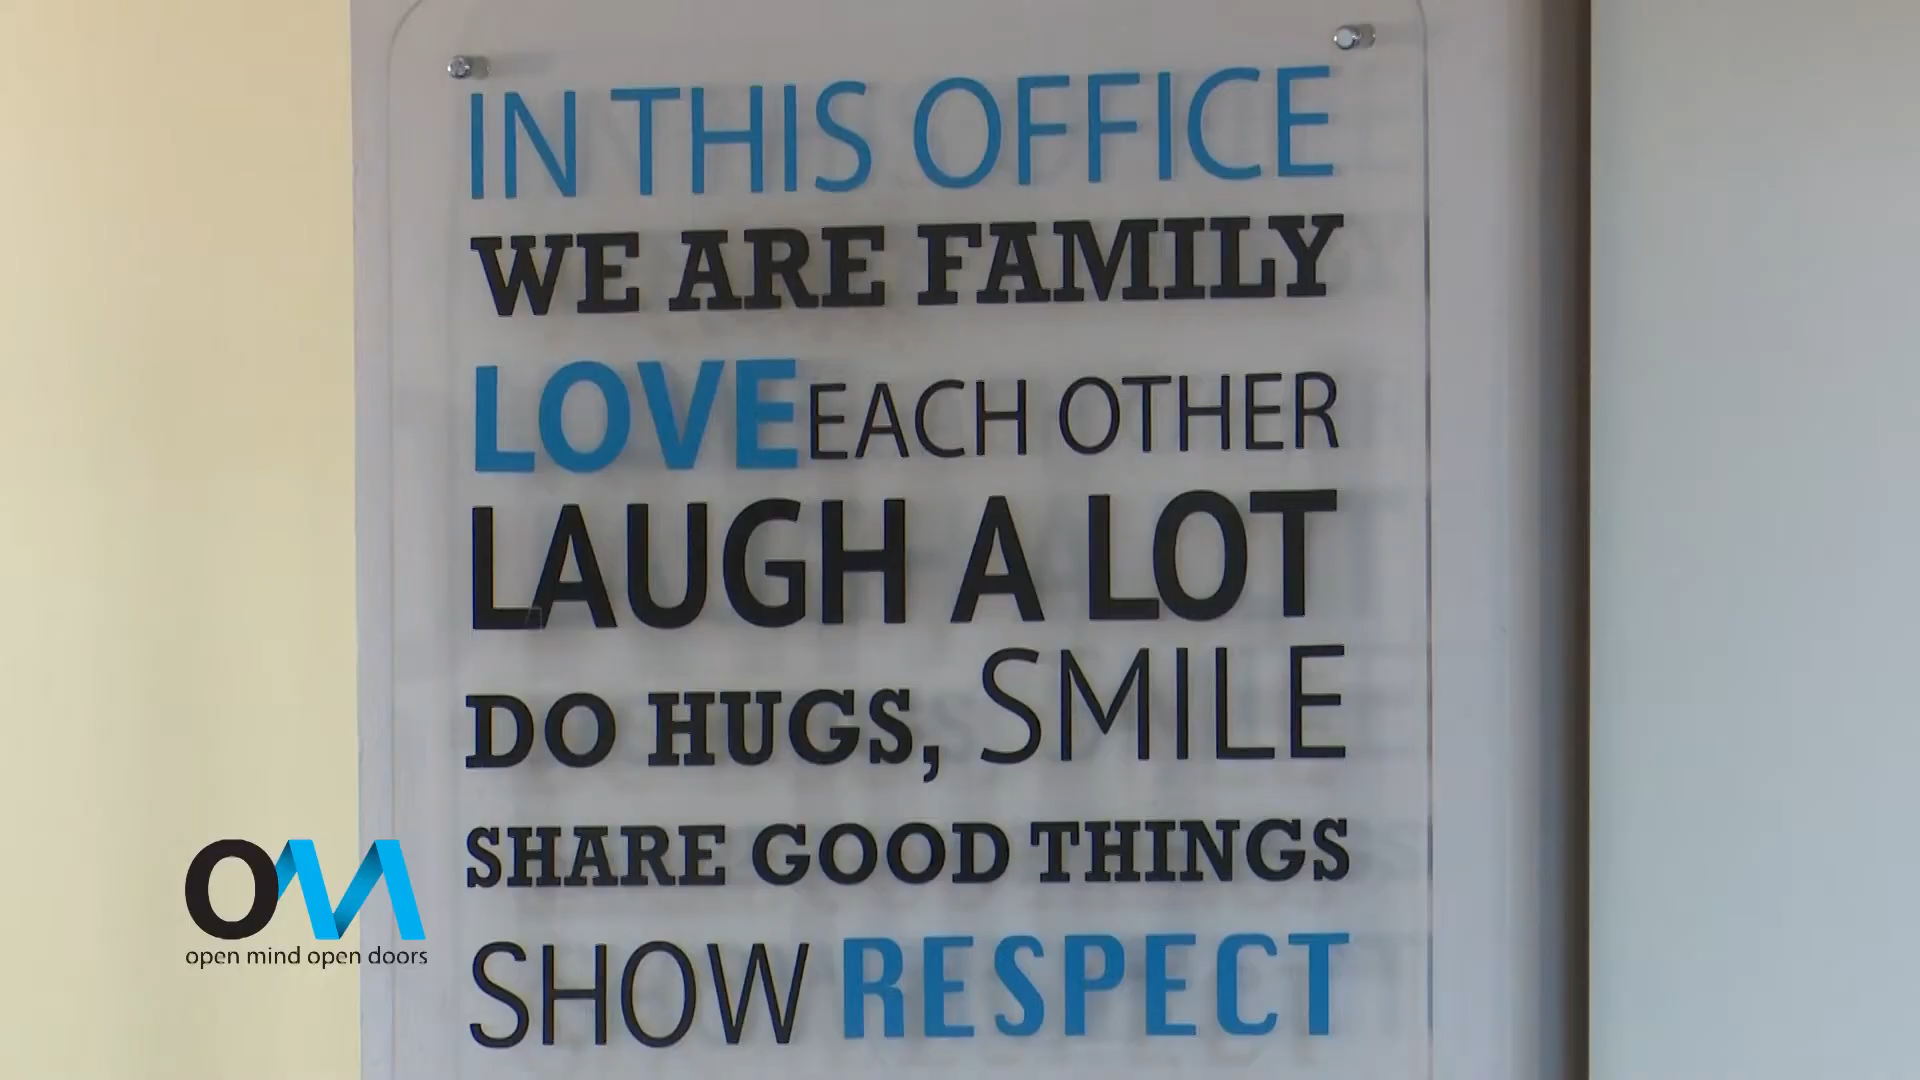 IN THIS OFFICE
WE ARE FAMILY
LOVE EACH OTHER
LAUGH A LOT
DO HUGS, SMILE
SHARE GOOD THINGS
SHOW RESPECT
OM
open mind open doors